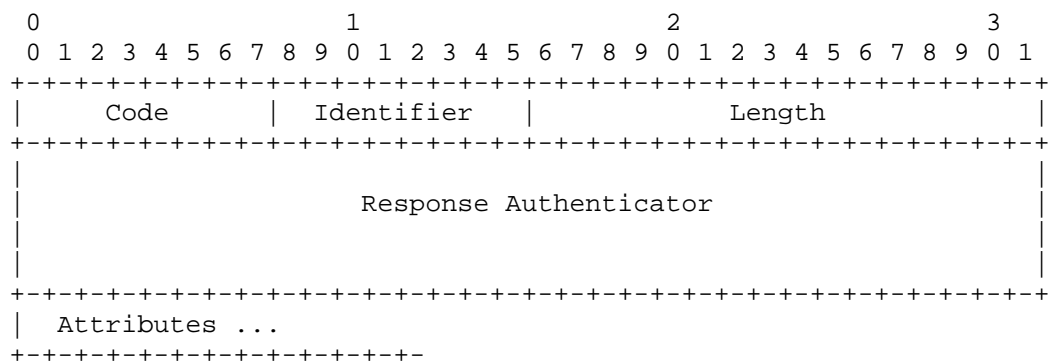 0                   1                   2                   3
0 1 2 3 4 5 6 7 8 9 0 1 2 3 4 5 6 7 8 9 0 1 2 3 4 5 6 7 8 9 0 1
+-+-+-+-+-+-+-+-+-+-+-+-+-+-+-+-+-+-+-+-+-+-+-+-+-+-+-+-+-+-+-+-+
|     Code      |  Identifier   |            Length             |
+-+-+-+-+-+-+-+-+-+-+-+-+-+-+-+-+-+-+-+-+-+-+-+-+-+-+-+-+-+-+-+-+
|                                                               |
|                     Response Authenticator                    |
|                                                               |
|                                                               |
+-+-+-+-+-+-+-+-+-+-+-+-+-+-+-+-+-+-+-+-+-+-+-+-+-+-+-+-+-+-+-+-+
|  Attributes ...
+-+-+-+-+-+-+-+-+-+-+-+-+-